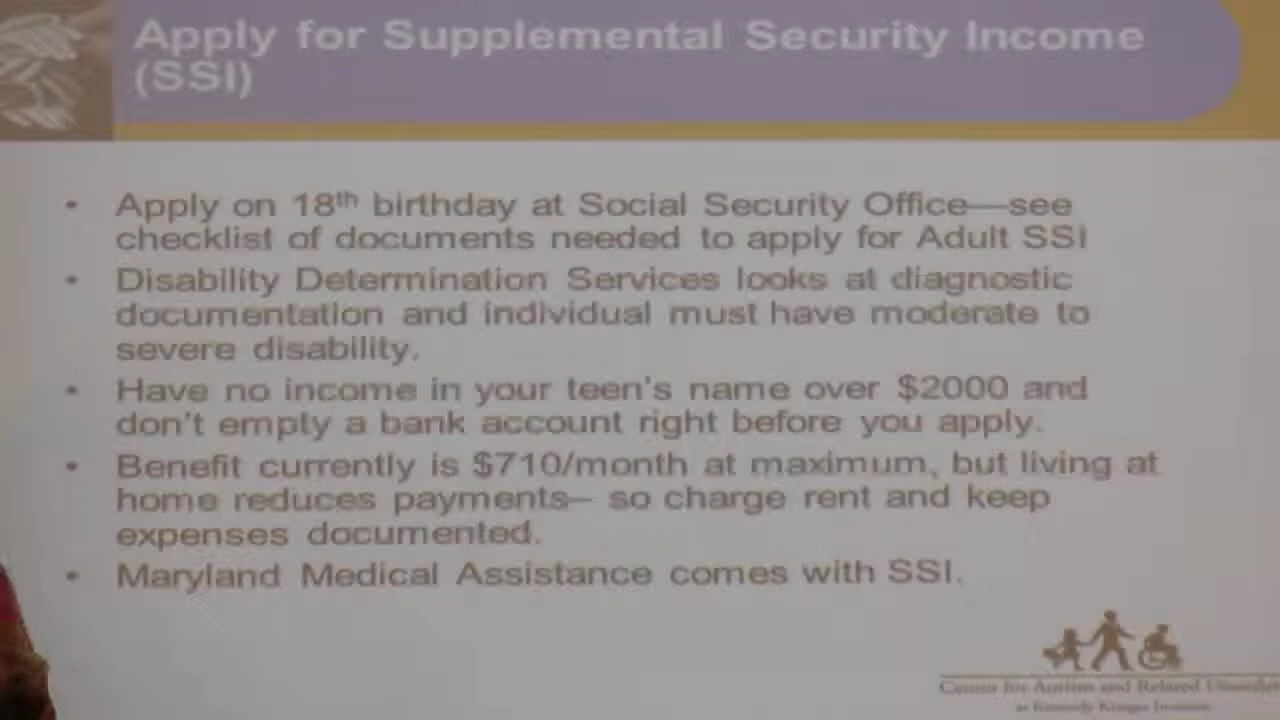 Apply for Supplemental Security Income
(SSI)
• Apply on 18th birthday at Social Security Office—see
checklist of documents needed to apply for Adult SSI
• Disability Determination Services looks at diagnostic
documentation and individual must have moderate to
severe disability.
• Have no income in your teen's name over $2000 and
don't empty a bank account right before you apply.
• Benefit currently is $710/month at maximum, but living at
home reduces payments– so charge rent and keep
expenses documented.
• Maryland Medical Assistance comes with SSI.
Center for Autism and Related Disorders
at Kennedy Krieger Institute